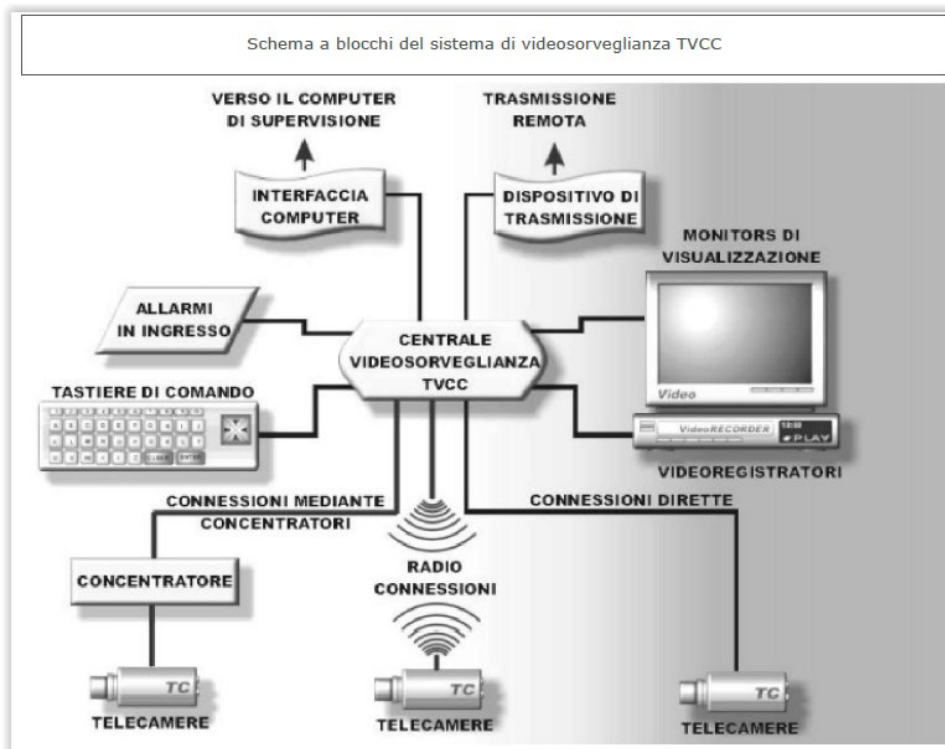 Schema a blocchi del sistema di videosorveglianza TVCC
VERSO IL COMPUTER
DI SUPERVISIONE
TRASMISSIONE
REMOTA
INTERFACCIA
COMPUTER
DISPOSITIVO DI
TRASMISSIONE
MONITORS DI
VISUALIZZAZIONE
ALLARMI
IN INGRESSO
CENTRALE
VIDEOSORVEGLIANZA
TVCC
Video
TASTIERE DI COMANDO
VideoRECORDER
PLAY
VIDEOREGISTRATORI
CONNESSIONI MEDIANTE
CONCENTRATORI
CONNESSIONI DIRETTE
CONCENTRATORE
RADIO
CONNESSIONI
TC
TELECAMERE
TC
TELECAMERE
TC
TELECAMERE